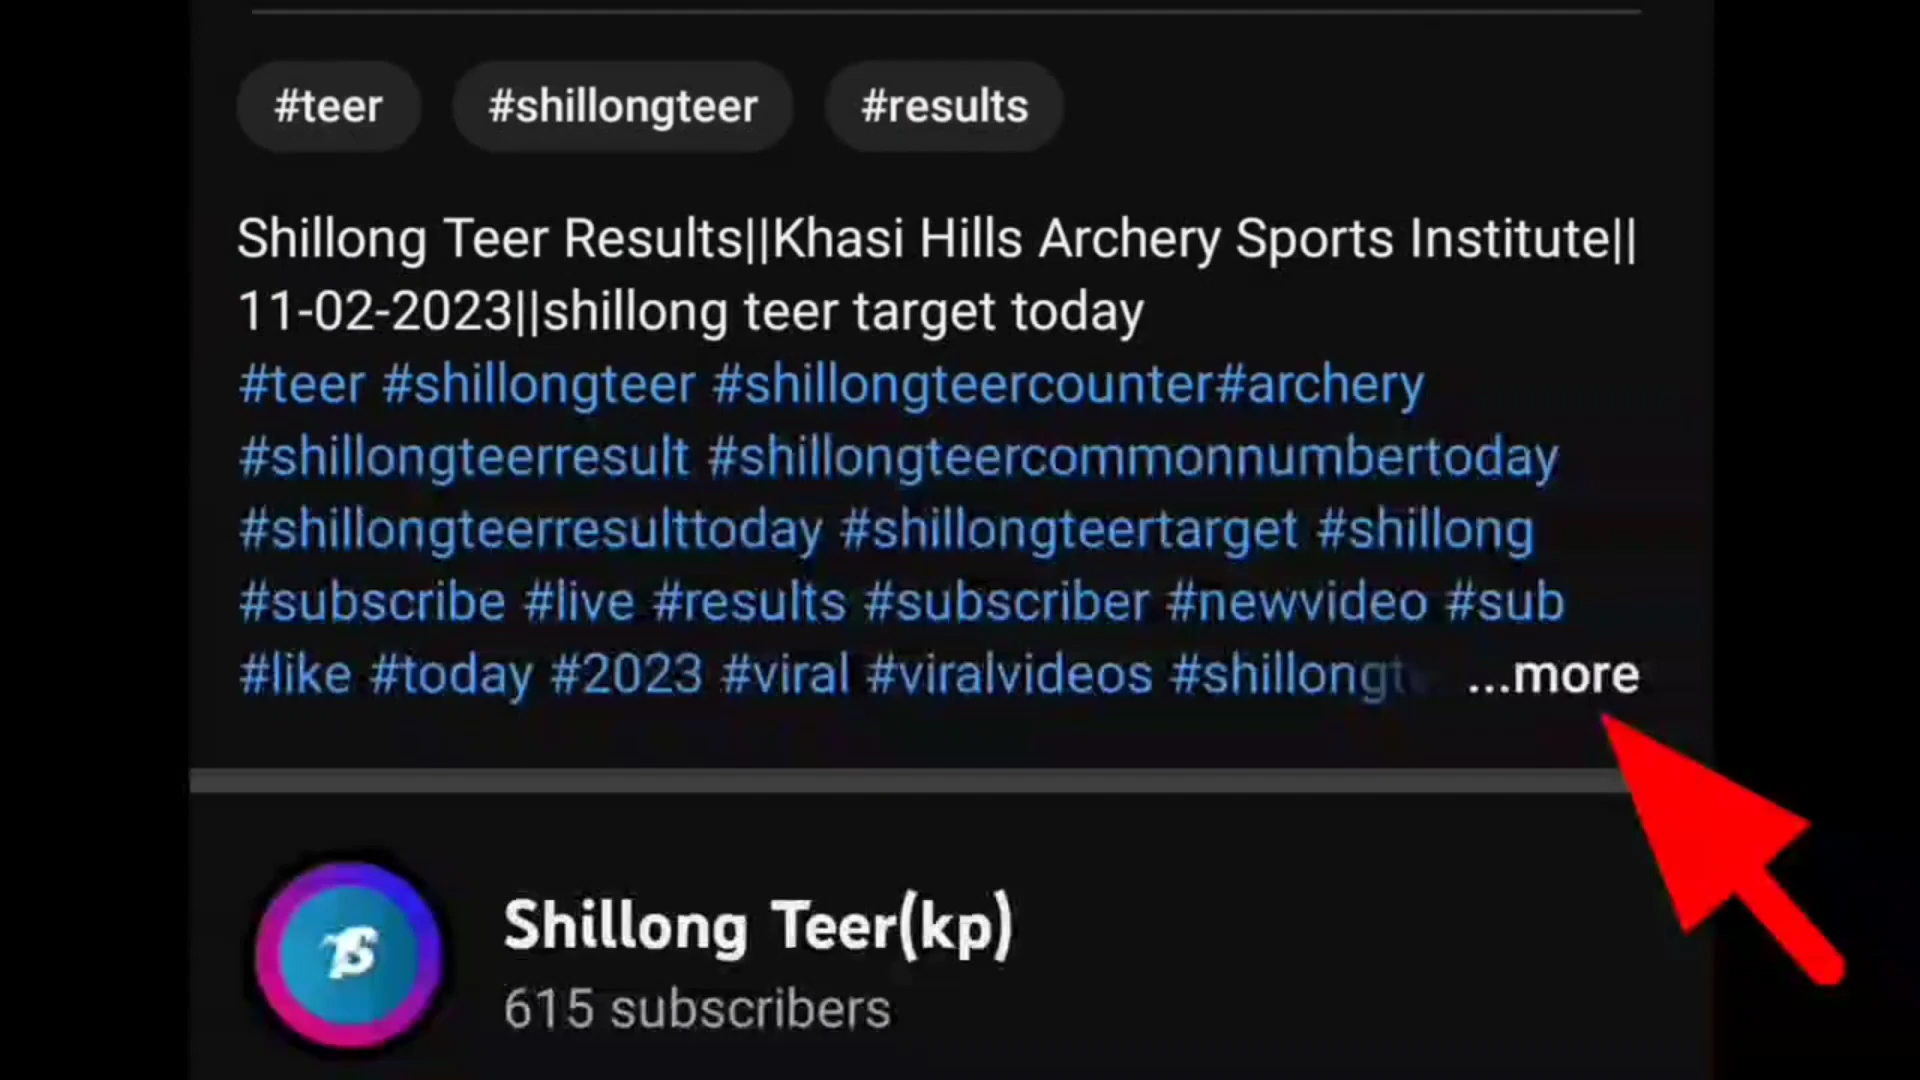 #teer #shillongteer #results
Shillong Teer Results||Khasi Hills Archery Sports Institute||
11-02-2023||shillong teer target today
#teer #shillongteer #shillongteercounter#archery
#shillongteerresult #shillongteercommonnumbertoday
#shillongteerresulttoday #shillongteertarget #shillong
#subscribe #live #results #subscriber #newvideo #sub
#like #today #2023 #viral #viralvideos #shillongt ...more
Shillong Teer(kp)
615 subscribers